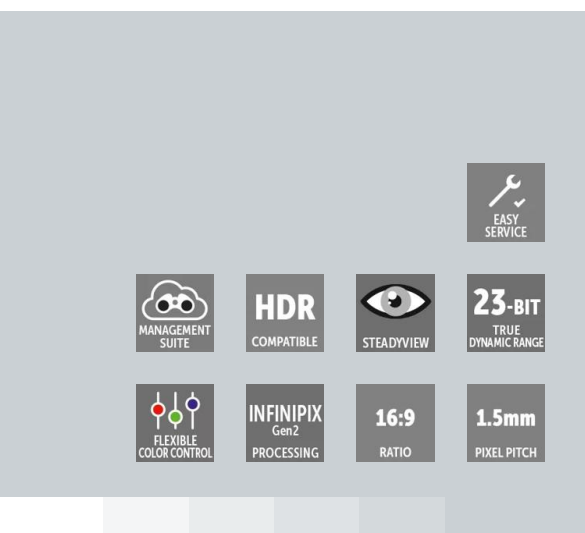 EASY
SERVICE
MANAGEMENT
SUITE
HDR
COMPATIBLE
STEADYVIEW
23-BIT
TRUE
DYNAMIC RANGE
FLEXIBLE
COLOR CONTROL
INFINIPIX
Gen2
PROCESSING
16:9
RATIO
1.5mm
PIXEL PITCH